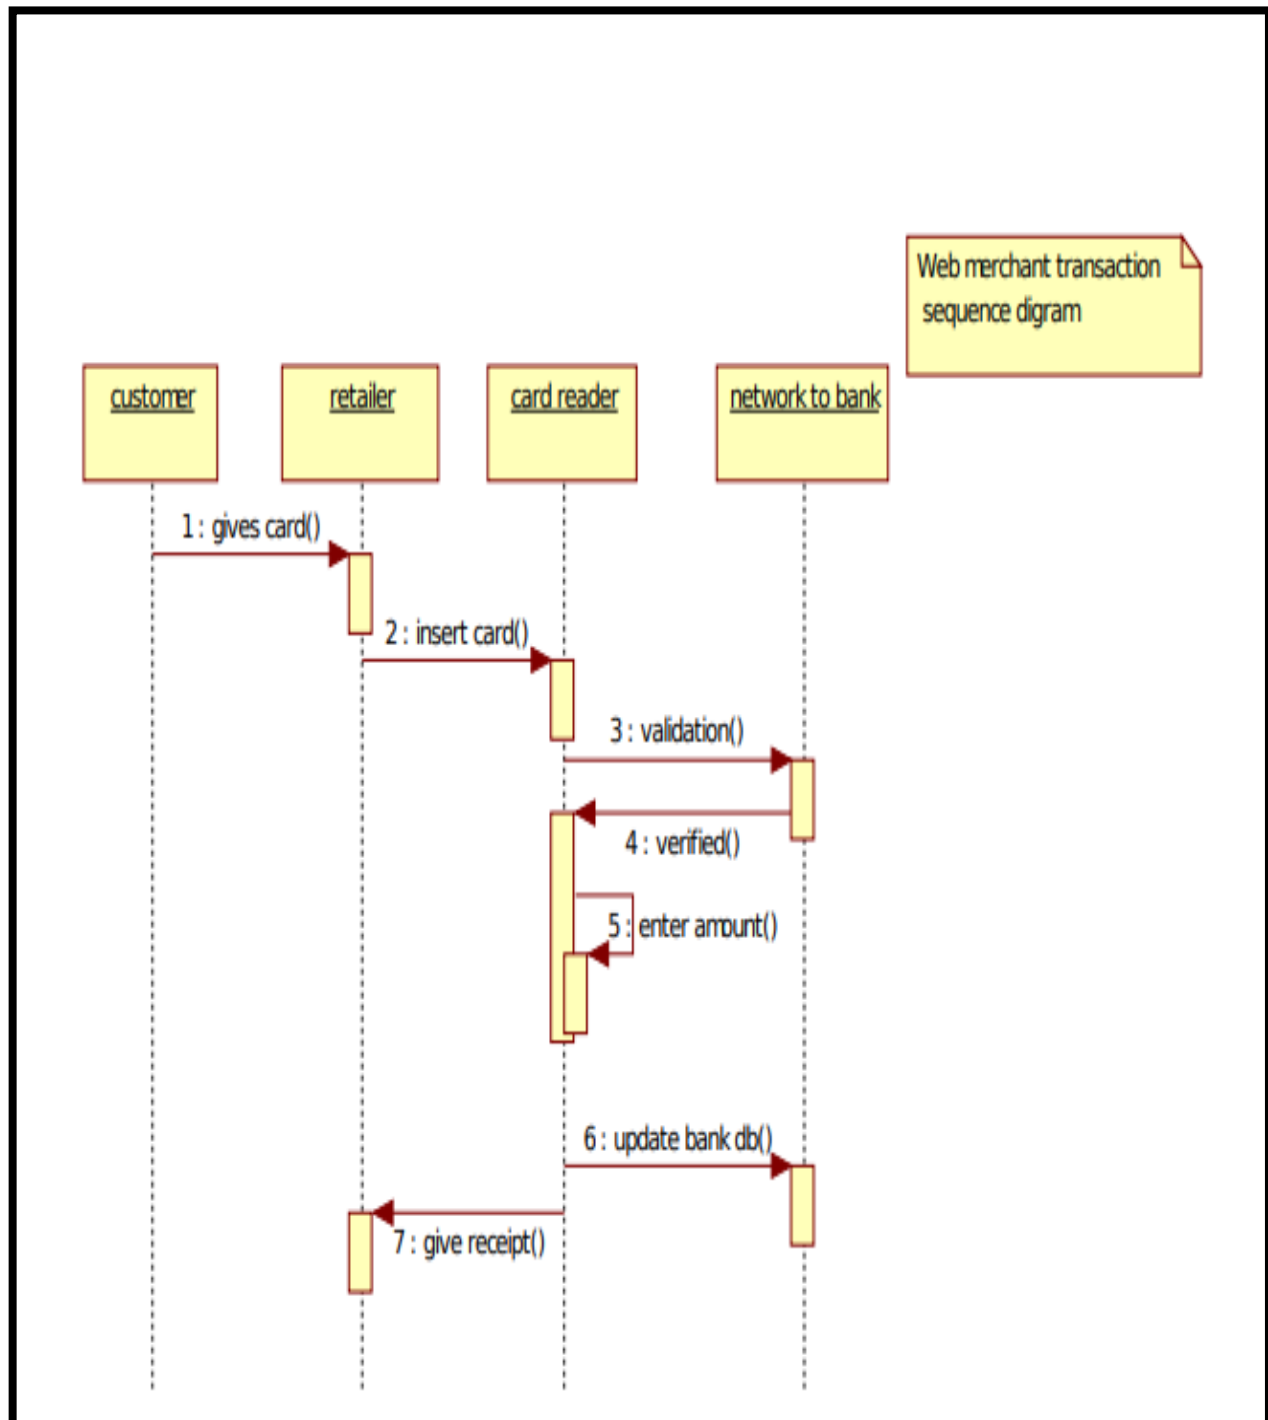 Web merchant transaction
sequence digram
customer
retailer
card reader
network to bank
1 : gives card()
2 : insert card()
3 : validation()
4 : verified()
5 : enter amount()
6 : update bank db()
7 : give receipt()